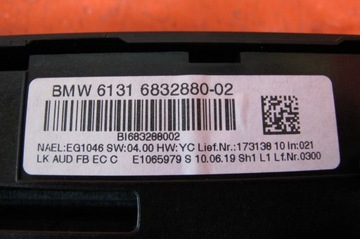 BMW 6131 6832880-02
BI683288002
NAEL:EG1046 SW:04.00 HW:YC Lief.Nr.:173138 10 In:021
LK AUD FB EC C E1065979 S 10.06.19 Sh1 L1 Lf.Nr.0300